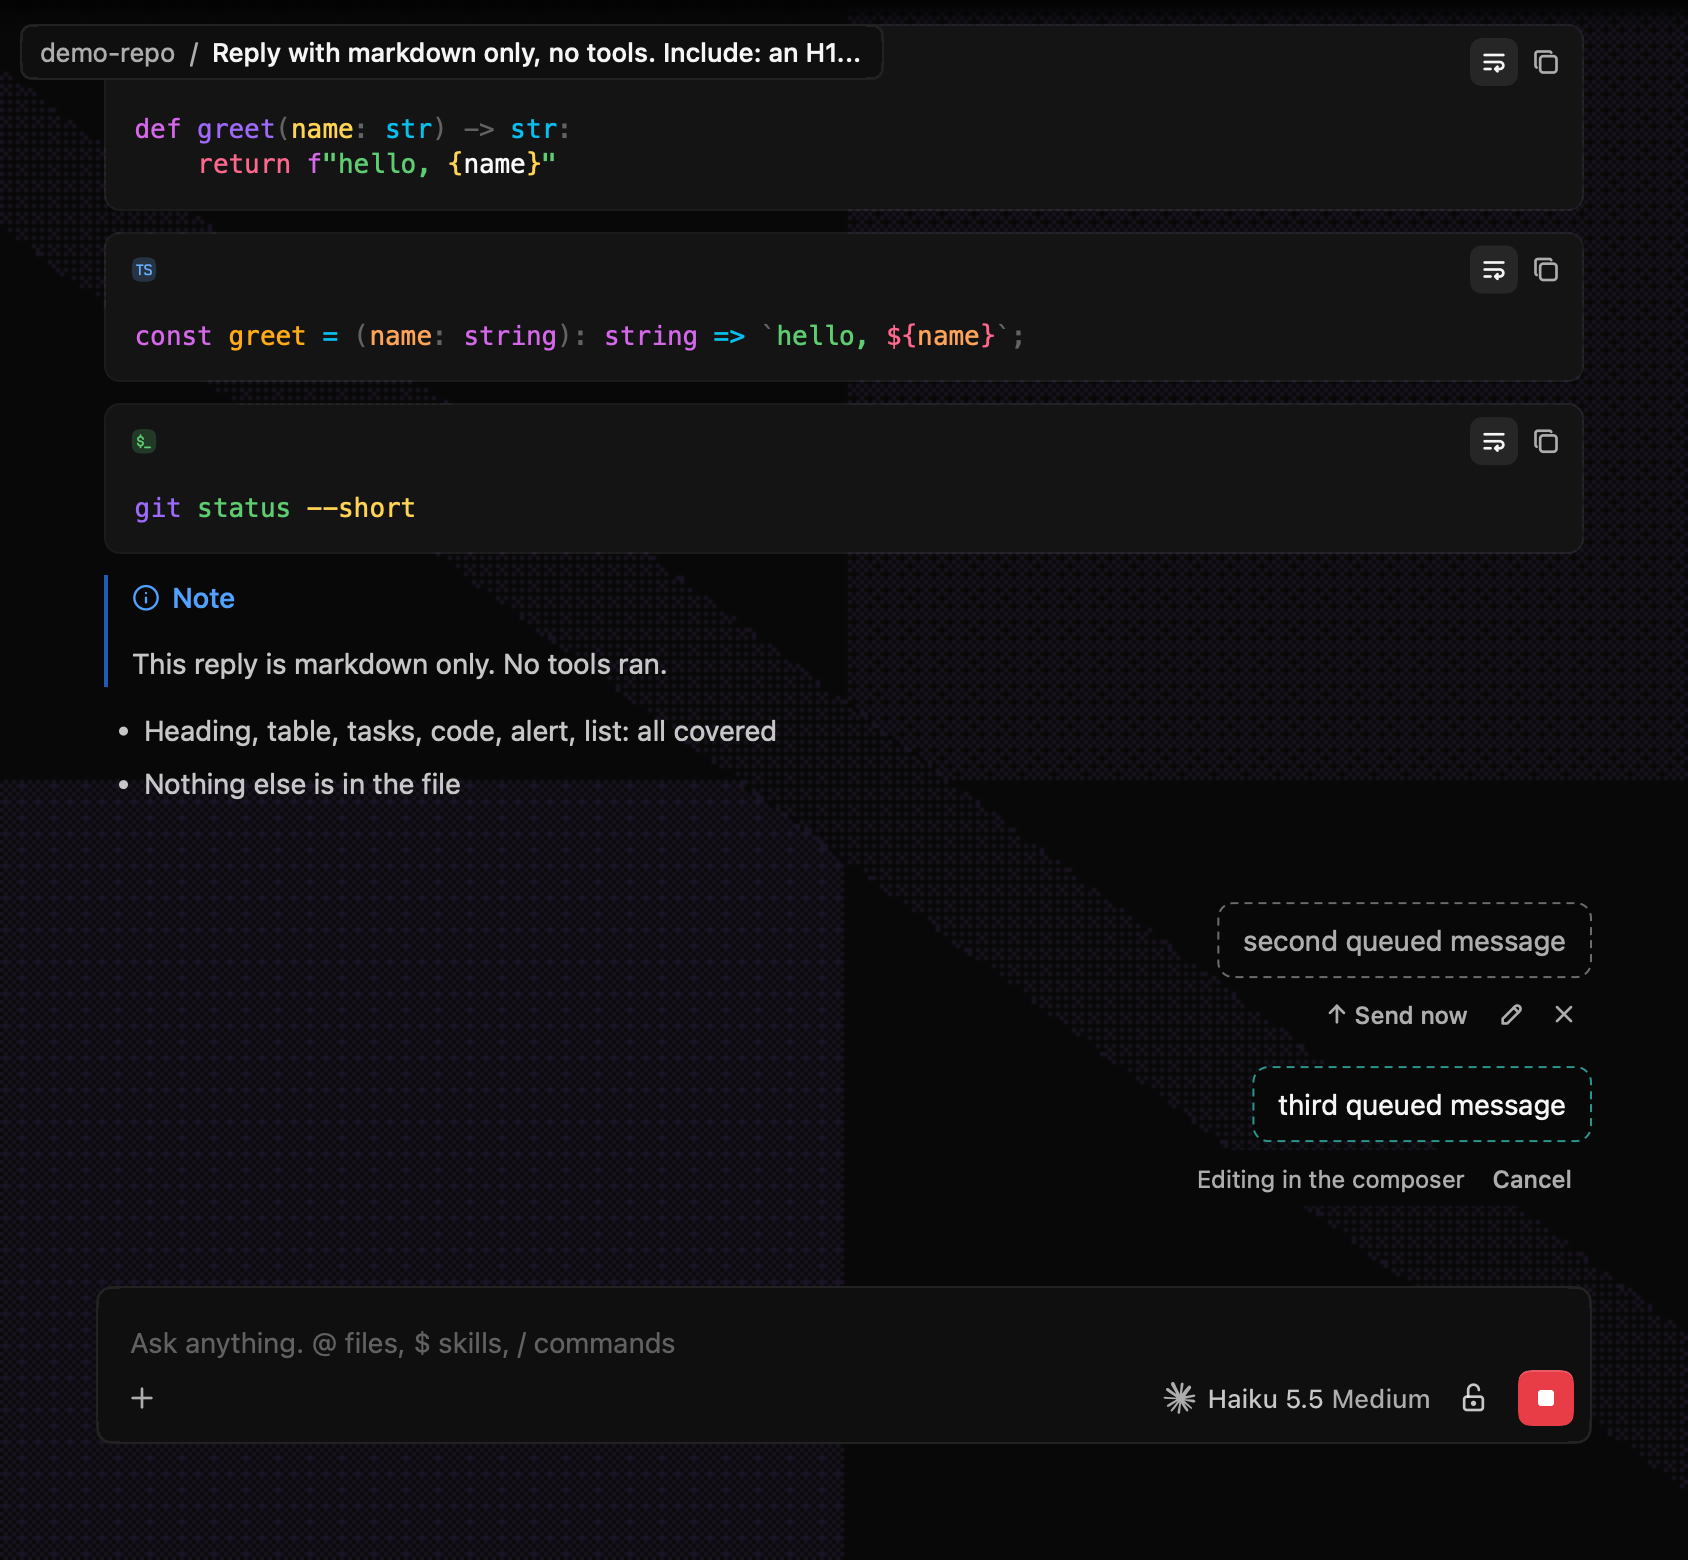 demo-repo / Reply with markdown only, no tools. Include: an H1...
def greet(name: str) -> str:
    return f"hello, {name}"
TS
const greet = (name: string): string => `hello, ${name}`;
$_
git status --short
Note
This reply is markdown only. No tools ran.
• Heading, table, tasks, code, alert, list: all covered
• Nothing else is in the file
second queued message
↑ Send now
third queued message
Editing in the composer Cancel
Ask anything. @ files, $ skills, / commands
Haiku 5.5 Medium